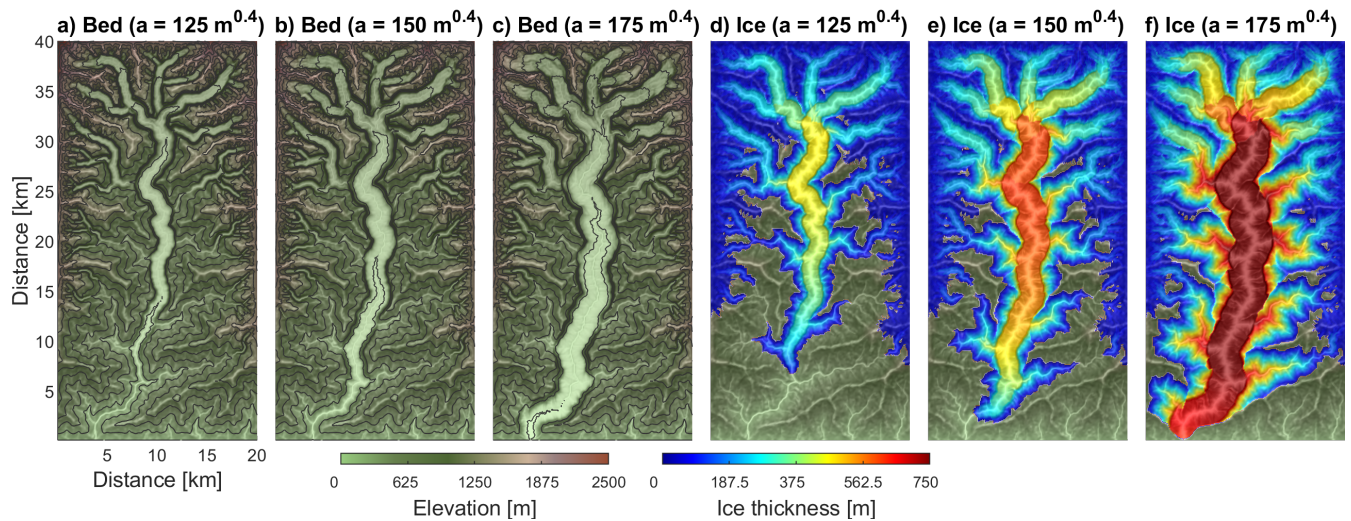 a) Bed (a = 125 m^0.4) b) Bed (a = 150 m^0.4) c) Bed (a = 175 m^0.4) d) Ice (a = 125 m^0.4) e) Ice (a = 150 m^0.4) f) Ice (a = 175 m^0.4)
40
35
30
25
20
15
10
5
Distance [km]
5 10 15 20
Distance [km]
0 625 1250 1875 2500
Elevation [m]
0 187.5 375 562.5 750
Ice thickness [m]